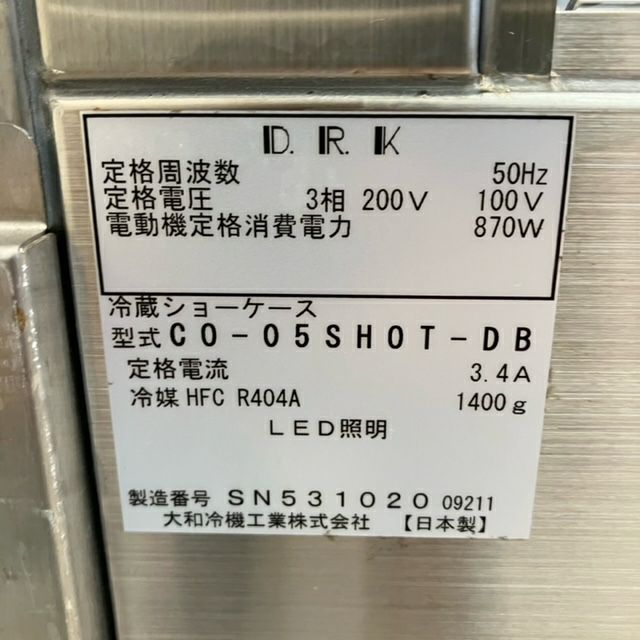 D. R. K
定格周波数 50Hz
定格電圧 3相 200V 100V
電動機定格消費電力 870W
冷蔵ショーケース
型式 CO-05SHOT-DB
定格電流 3.4A
冷媒 HFC R404A 1400g
LED照明
製造番号 SN531020 09211
大和冷機工業株式会社 【日本製】